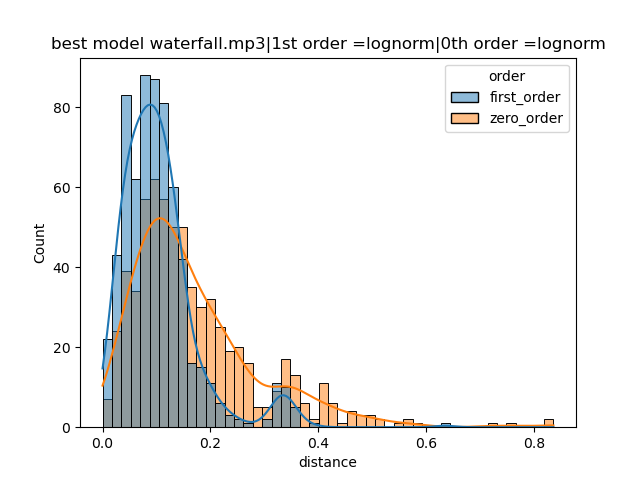 best model waterfall.mp3|1st order =lognorm|0th order =lognorm
order
first_order
zero_order
80
60
40
20
0
Count
0.0 0.2 0.4 0.6 0.8
distance